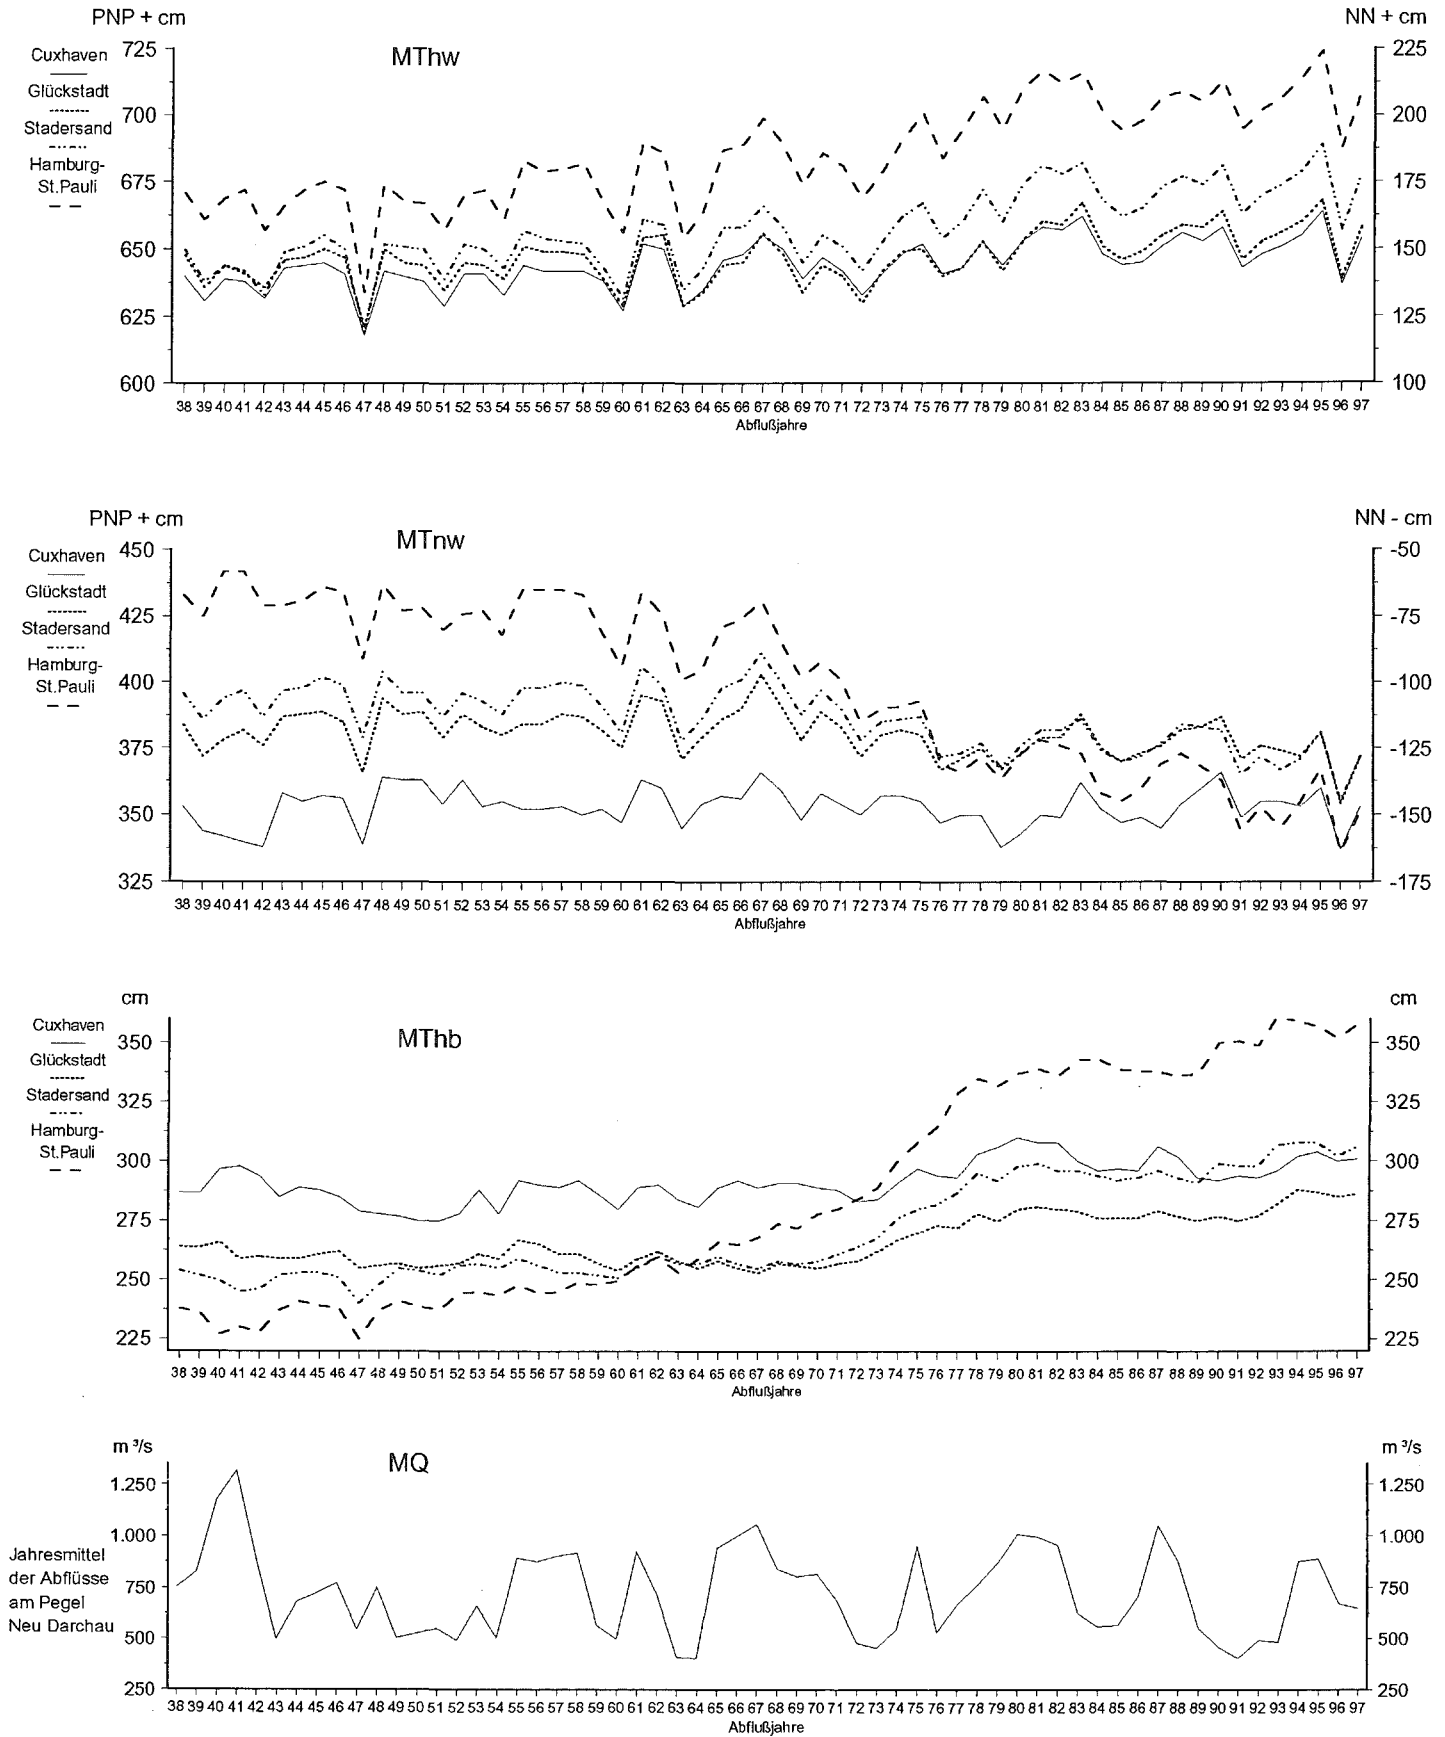 PNP + cm
NN + cm
MThw
Cuxhaven
Glückstadt
Stadersand
Hamburg-
St.Pauli
725
700
675
650
625
600
225
200
175
150
125
100
38 39 40 41 42 43 44 45 46 47 48 49 50 51 52 53 54 55 56 57 58 59 60 61 62 63 64 65 66 67 68 69 70 71 72 73 74 75 76 77 78 79 80 81 82 83 84 85 86 87 88 89 90 91 92 93 94 95 96 97
Abflußjahre
PNP + cm
NN - cm
MTnw
Cuxhaven
Glückstadt
Stadersand
Hamburg-
St.Pauli
450
425
400
375
350
325
-50
-75
-100
-125
-150
-175
38 39 40 41 42 43 44 45 46 47 48 49 50 51 52 53 54 55 56 57 58 59 60 61 62 63 64 65 66 67 68 69 70 71 72 73 74 75 76 77 78 79 80 81 82 83 84 85 86 87 88 89 90 91 92 93 94 95 96 97
Abflußjahre
cm
cm
MThb
Cuxhaven
Glückstadt
Stadersand
Hamburg-
St.Pauli
350
325
300
275
250
225
350
325
300
275
250
225
38 39 40 41 42 43 44 45 46 47 48 49 50 51 52 53 54 55 56 57 58 59 60 61 62 63 64 65 66 67 68 69 70 71 72 73 74 75 76 77 78 79 80 81 82 83 84 85 86 87 88 89 90 91 92 93 94 95 96 97
Abflußjahre
m³/s
m³/s
MQ
Jahresmittel
der Abflüsse
am Pegel
Neu Darchau
1.250
1.000
750
500
250
1.250
1.000
750
500
250
38 39 40 41 42 43 44 45 46 47 48 49 50 51 52 53 54 55 56 57 58 59 60 61 62 63 64 65 66 67 68 69 70 71 72 73 74 75 76 77 78 79 80 81 82 83 84 85 86 87 88 89 90 91 92 93 94 95 96 97
Abflußjahre